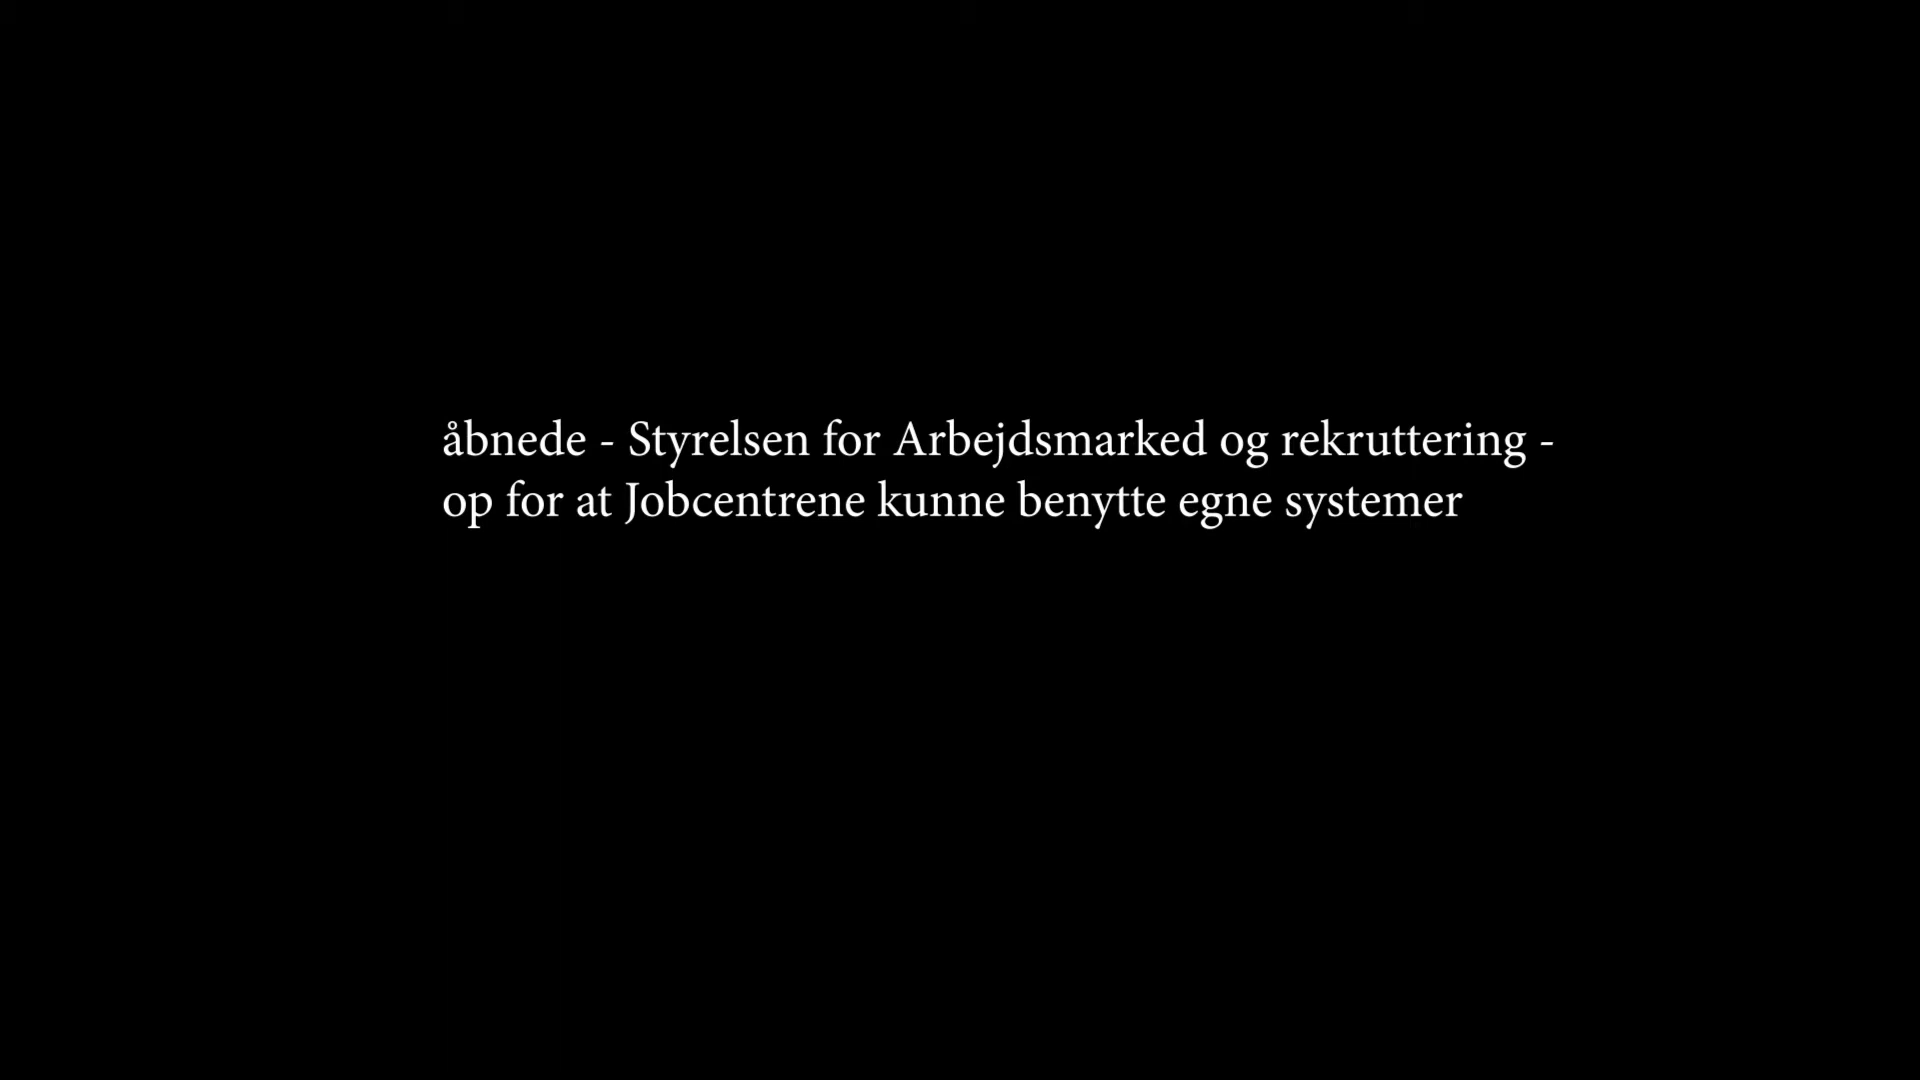 åbnede - Styrelsen for Arbejdsmarked og rekruttering -
op for at Jobcentrene kunne benytte egne systemer